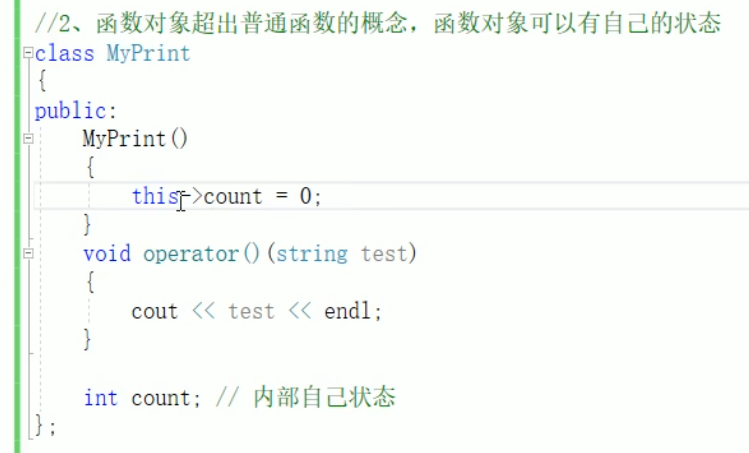 //2、函数对象超出普通函数的概念，函数对象可以有自己的状态
class MyPrint
{
public:
    MyPrint()
    {
        this->count = 0;
    }
    void operator()(string test)
    {
        cout << test << endl;
    }

    int count; // 内部自己状态
};